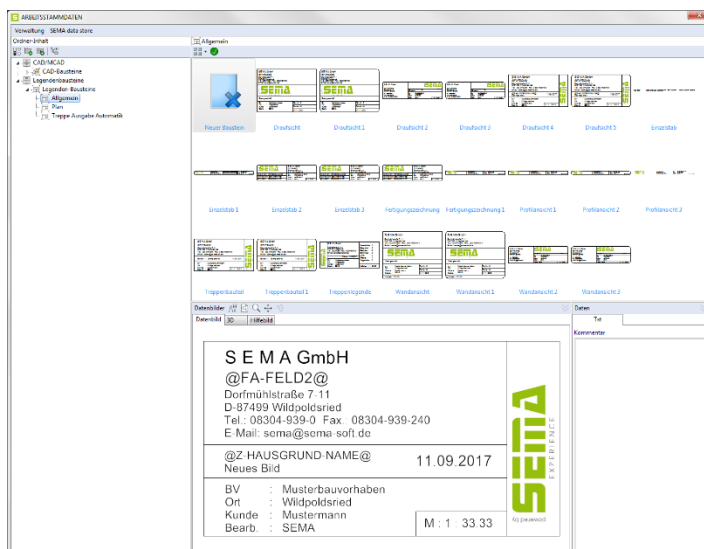 ARBEITSSTAMMDATEN
Verwaltung SEMA data store
Ordner-Inhalt
Allgemein
CAD/MCAD
CAD-Bausteine
Legendenbausteine
Legenden-Bausteine
Allgemein
Plan
Treppe Ausgabe Automatik
Neuer Baustein
Draufsicht
Draufsicht 1
Draufsicht 2
Draufsicht 3
Draufsicht 4
Draufsicht 5
Einzelstab
Einzelstab 1
Einzelstab 2
Einzelstab 3
Fertigungszeichnung
Fertigungszeichnung 1
Profilansicht 1
Profilansicht 2
Profilansicht 3
Treppenbauteil
Treppenbauteil 1
Treppenlegende
Wandansicht
Wandansicht 1
Wandansicht 2
Wandansicht 3
Datenbilder
Daten
Datenbild 3D Hilfebild
Text
Kommentar
S E M A GmbH
@FA-FELD2@
Dorfmühlstraße 7-11
D-87499 Wildpoldsried
Tel.: 08304-939-0 Fax.: 08304-939-240
E-Mail: sema@sema-soft.de
@Z-HAUSGRUND-NAME@
Neues Bild
11.09.2017
BV : Musterbauvorhaben
Ort : Wildpoldsried
Kunde : Mustermann
Bearb. : SEMA
M : 1 : 33.33
SEMA
EXPERIENCE
powered by